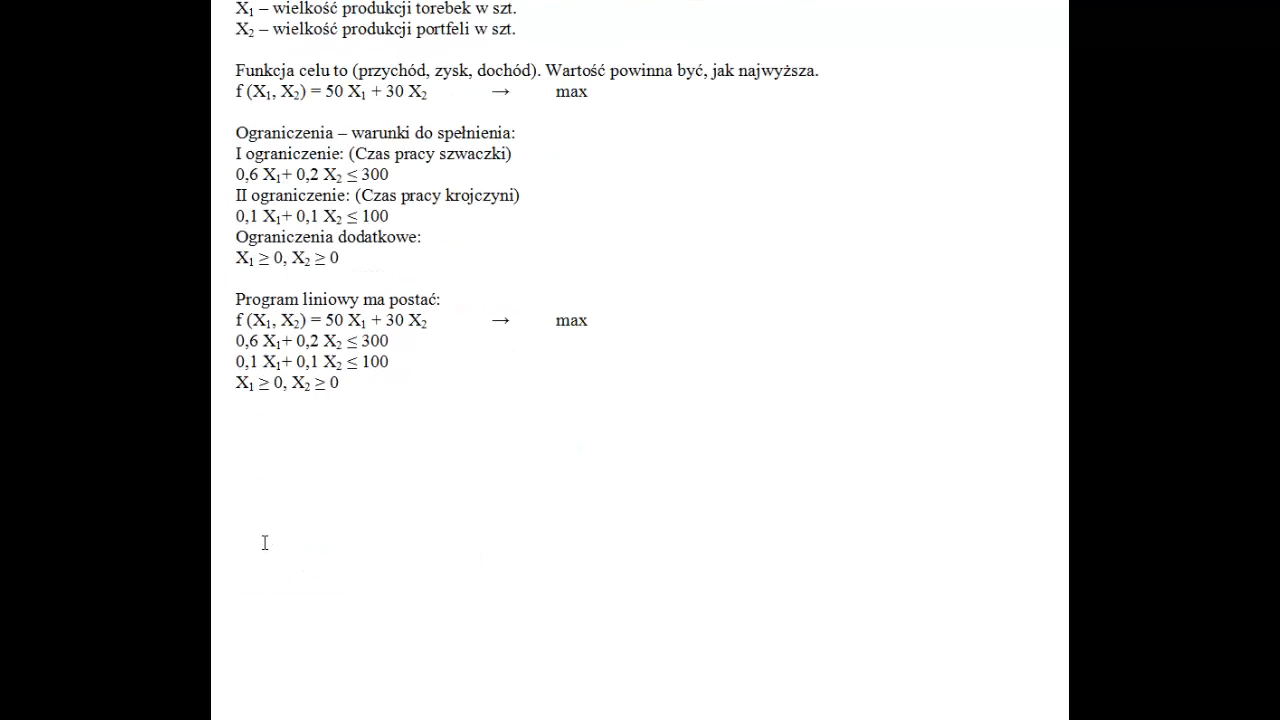 X₁ – wielkość produkcji torebek w szt.
X₂ – wielkość produkcji portfeli w szt.
Funkcja celu to (przychód, zysk, dochód). Wartość powinna być, jak najwyższa.
f (X₁, X₂) = 50 X₁ + 30 X₂ → max
Ograniczenia – warunki do spełnienia:
I ograniczenie: (Czas pracy szwaczki)
0,6 X₁+ 0,2 X₂ ≤ 300
II ograniczenie: (Czas pracy krojczyni)
0,1 X₁+ 0,1 X₂ ≤ 100
Ograniczenia dodatkowe:
X₁ ≥ 0, X₂ ≥ 0
Program liniowy ma postać:
f (X₁, X₂) = 50 X₁ + 30 X₂ → max
0,6 X₁+ 0,2 X₂ ≤ 300
0,1 X₁+ 0,1 X₂ ≤ 100
X₁ ≥ 0, X₂ ≥ 0